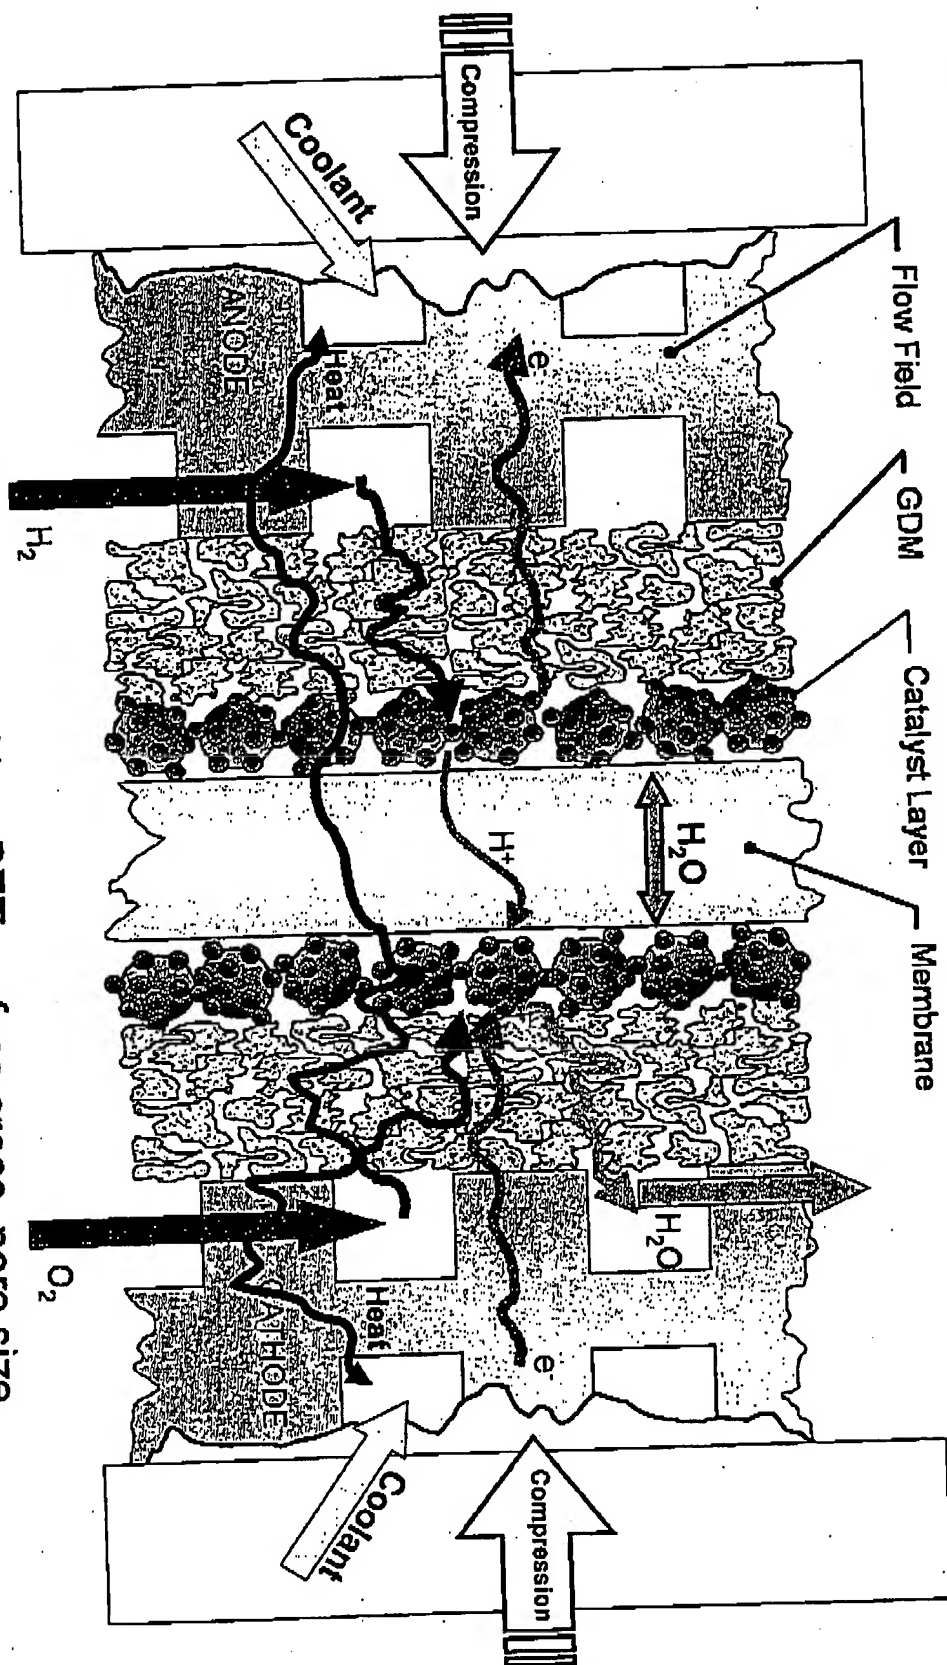 Flow Field
GDM
Catalyst Layer
Membrane
Compression
Compression
Coolant
Coolant
ANODE
CATHODE
Heat
Heat
e
e-
H₂O
H₂O
H⁺
H₂
O₂